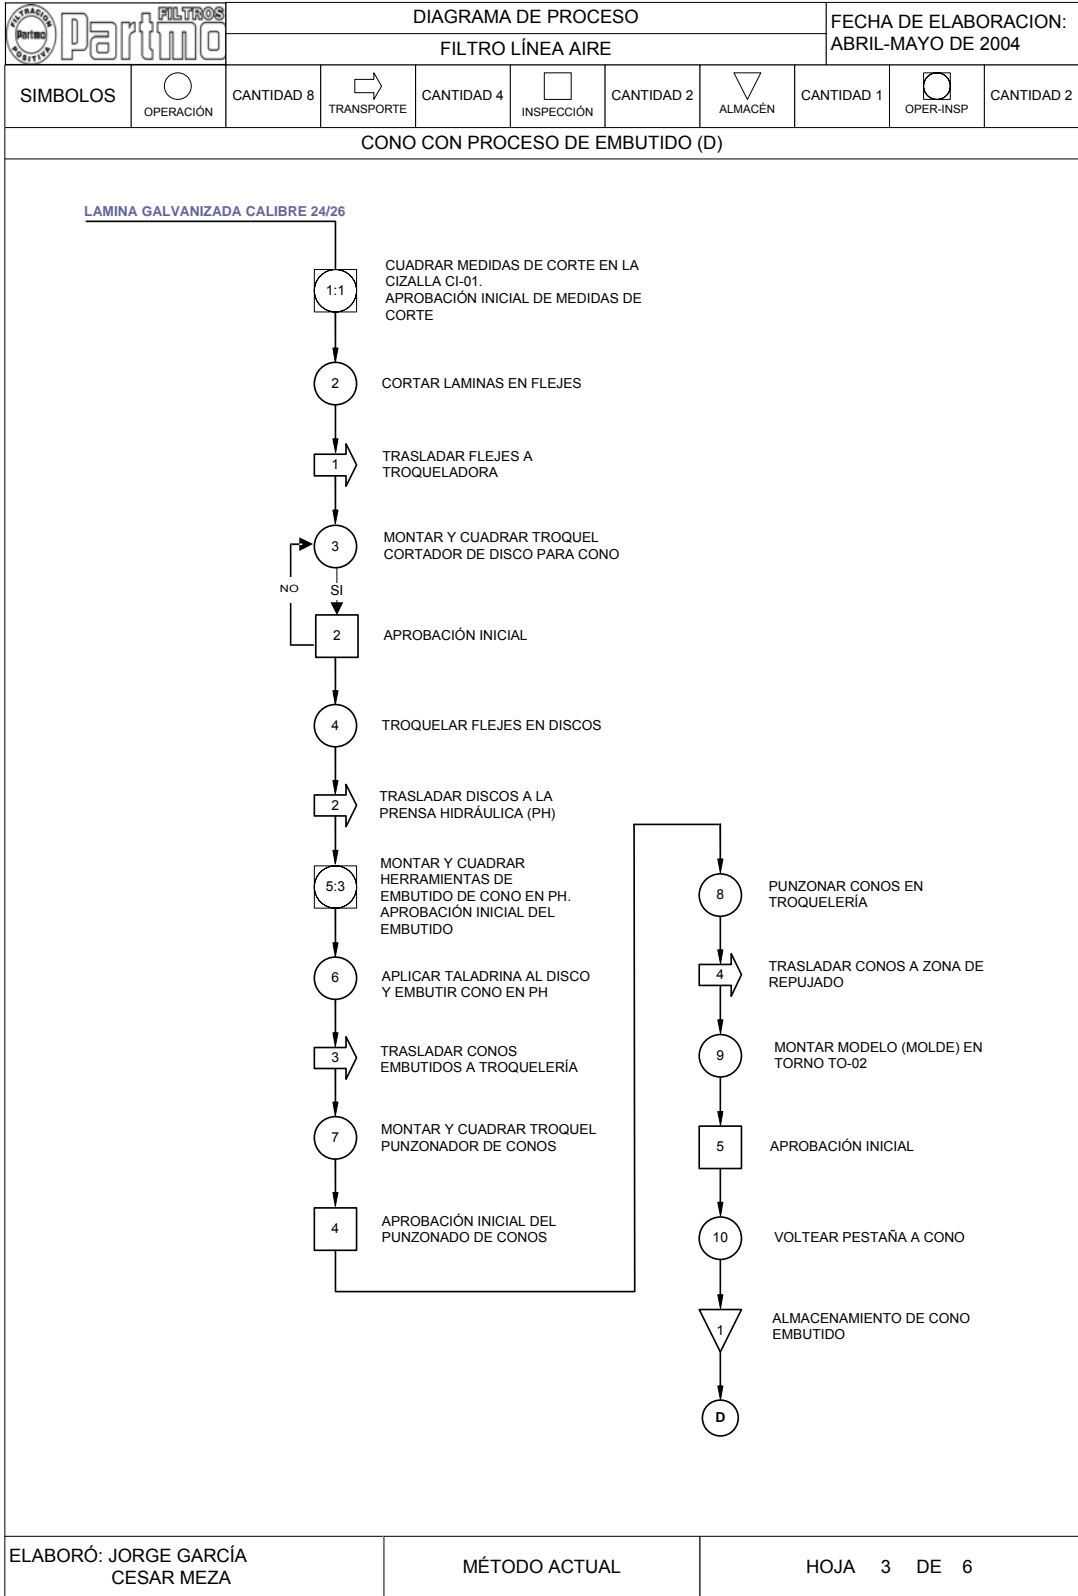 FILTRACION
Partmo
POSITIVA
FILTROS
Partmo
DIAGRAMA DE PROCESO
FILTRO LÍNEA AIRE
FECHA DE ELABORACION:
ABRIL-MAYO DE 2004
SIMBOLOS
OPERACIÓN
CANTIDAD 8
TRANSPORTE
CANTIDAD 4
INSPECCIÓN
CANTIDAD 2
ALMACÉN
CANTIDAD 1
OPER-INSP
CANTIDAD 2
CONO CON PROCESO DE EMBUTIDO (D)
LAMINA GALVANIZADA CALIBRE 24/26
1:1
CUADRAR MEDIDAS DE CORTE EN LA
CIZALLA CI-01.
APROBACIÓN INICIAL DE MEDIDAS DE
CORTE
2
CORTAR LAMINAS EN FLEJES
1
TRASLADAR FLEJES A
TROQUELADORA
3
MONTAR Y CUADRAR TROQUEL
CORTADOR DE DISCO PARA CONO
NO
SI
2
APROBACIÓN INICIAL
4
TROQUELAR FLEJES EN DISCOS
2
TRASLADAR DISCOS A LA
PRENSA HIDRÁULICA (PH)
5:3
MONTAR Y CUADRAR
HERRAMIENTAS DE
EMBUTIDO DE CONO EN PH.
APROBACIÓN INICIAL DEL
EMBUTIDO
6
APLICAR TALADRINA AL DISCO
Y EMBUTIR CONO EN PH
3
TRASLADAR CONOS
EMBUTIDOS A TROQUELERÍA
7
MONTAR Y CUADRAR TROQUEL
PUNZONADOR DE CONOS
4
APROBACIÓN INICIAL DEL
PUNZONADO DE CONOS
8
PUNZONAR CONOS EN
TROQUELERÍA
4
TRASLADAR CONOS A ZONA DE
REPUJADO
9
MONTAR MODELO (MOLDE) EN
TORNO TO-02
5
APROBACIÓN INICIAL
10
VOLTEAR PESTAÑA A CONO
1
ALMACENAMIENTO DE CONO
EMBUTIDO
D
ELABORÓ: JORGE GARCÍA
CESAR MEZA
MÉTODO ACTUAL
HOJA 3 DE 6